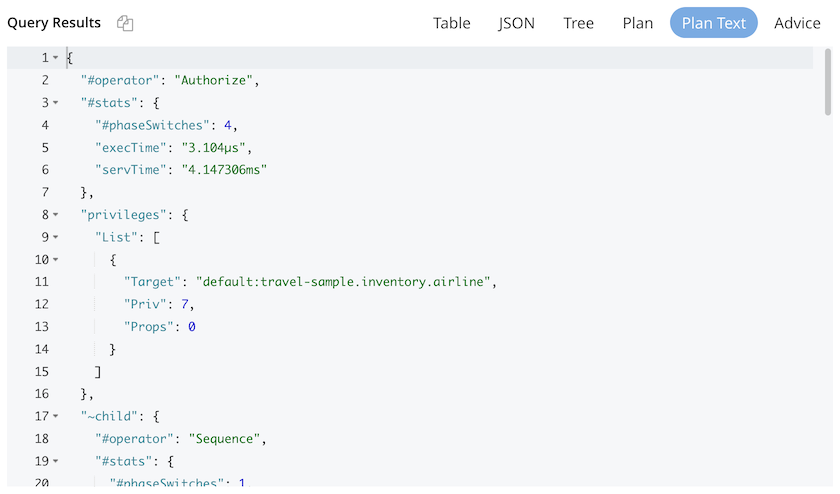 Query Results Table JSON Tree Plan Plan Text Advice
1 {
2 "#operator": "Authorize",
3 "#stats": {
4 "#phaseSwitches": 4,
5 "execTime": "3.104µs",
6 "servTime": "4.147306ms"
7 },
8 "privileges": {
9 "List": [
10 {
11 "Target": "default:travel-sample.inventory.airline",
12 "Priv": 7,
13 "Props": 0
14 }
15 ]
16 },
17 "~child": {
18 "#operator": "Sequence",
19 "#stats": {
20 "#phaseSwitches": 1